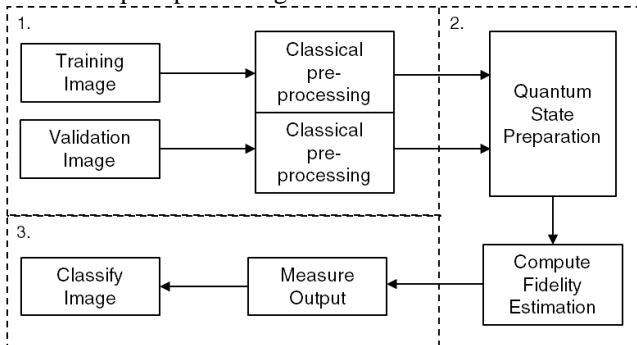 1.
Training
Image
Classical
pre-
processing
Validation
Image
Classical
pre-
processing
2.
Quantum
State
Preparation
Compute
Fidelity
Estimation
3.
Measure
Output
Classify
Image